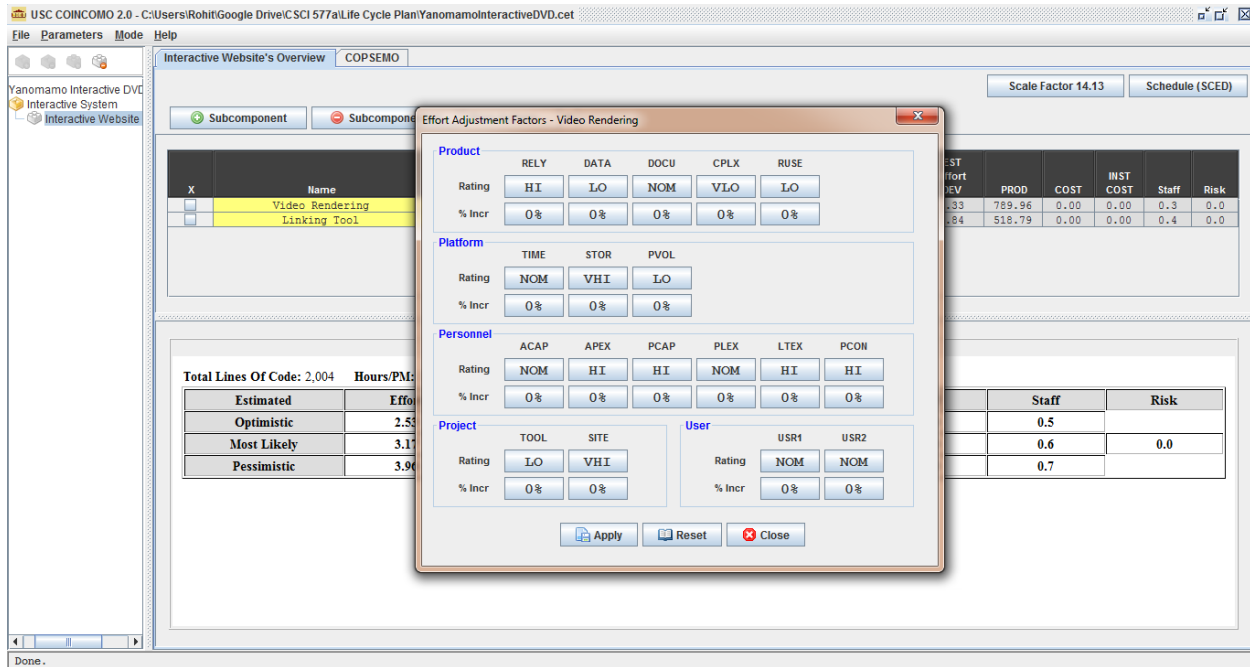 USC COINCOMO 2.0 - C:\Users\Rohit\Google Drive\CSCI 577a\Life Cycle Plan\YanomamoInteractiveDVD.cet
File Parameters Mode Help
Yanomamo Interactive DVD
Interactive System
Interactive Website
Interactive Website's Overview COPSEMO
Scale Factor 14.13 Schedule (SCED)
Subcomponent Subcompone
X Name EST PROD COST INST COST Staff Risk
Video Rendering .33 789.96 0.00 0.00 0.3 0.0
Linking Tool .84 518.79 0.00 0.00 0.4 0.0
Total Lines Of Code: 2,004 Hours/PM:
Estimated Effo Staff Risk
Optimistic 2.53 0.5
Most Likely 3.17 0.6 0.0
Pessimistic 3.96 0.7
Effort Adjustment Factors - Video Rendering
Product
RELY DATA DOCU CPLX RUSE
Rating HI LO NOM VLO LO
% Incr 0% 0% 0% 0% 0%
Platform
TIME STOR PVOL
Rating NOM VHI LO
% Incr 0% 0% 0%
Personnel
ACAP APEX PCAP PLEX LTEX PCON
Rating NOM HI HI NOM HI HI
% Incr 0% 0% 0% 0% 0% 0%
Project
TOOL SITE
Rating LO VHI
% Incr 0% 0%
User
USR1 USR2
Rating NOM NOM
% Incr 0% 0%
Apply Reset Close
Done.